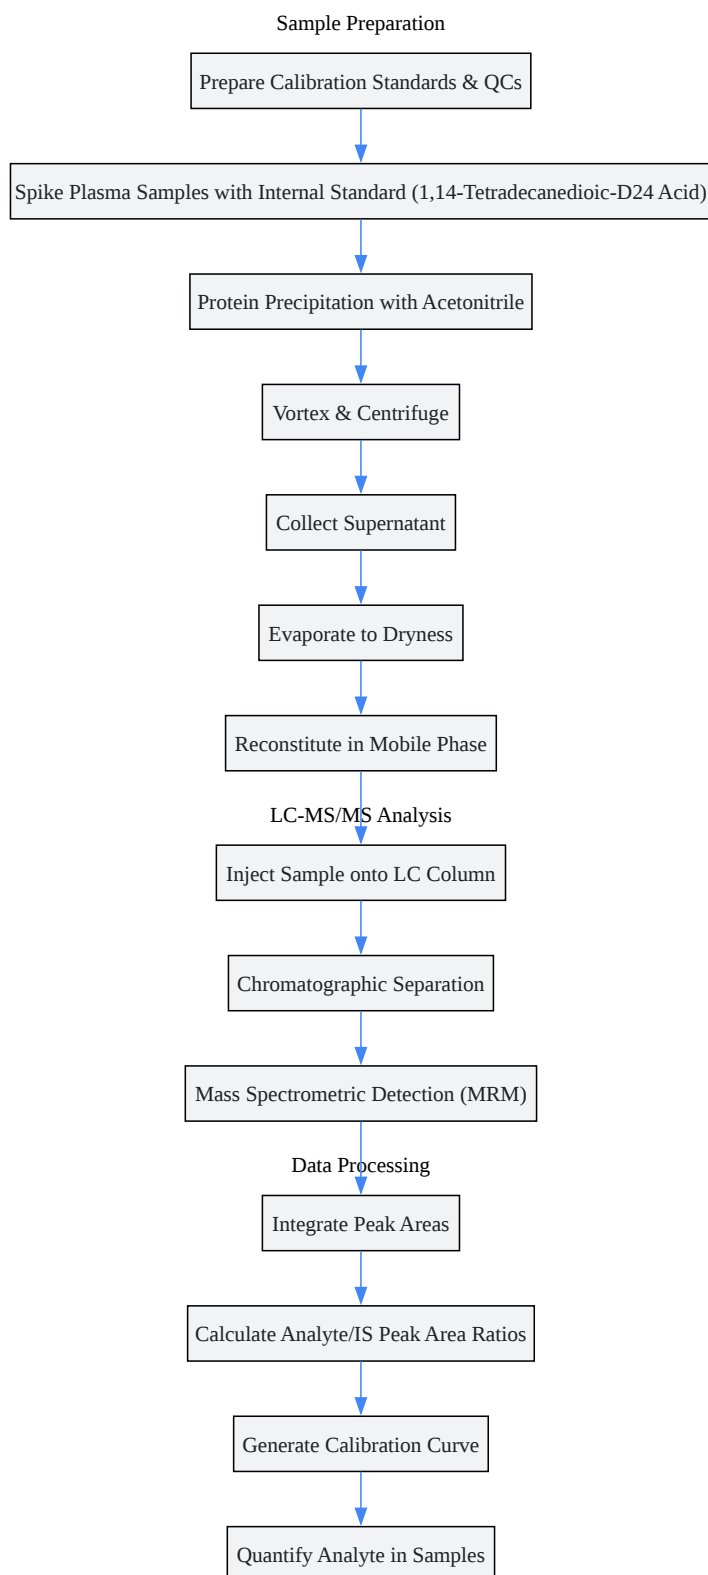 Sample Preparation
Prepare Calibration Standards & QCs
Spike Plasma Samples with Internal Standard (1,14-Tetradecanedioic-D24 Acid)
Protein Precipitation with Acetonitrile
Vortex & Centrifuge
Collect Supernatant
Evaporate to Dryness
Reconstitute in Mobile Phase
LC-MS/MS Analysis
Inject Sample onto LC Column
Chromatographic Separation
Mass Spectrometric Detection (MRM)
Data Processing
Integrate Peak Areas
Calculate Analyte/IS Peak Area Ratios
Generate Calibration Curve
Quantify Analyte in Samples